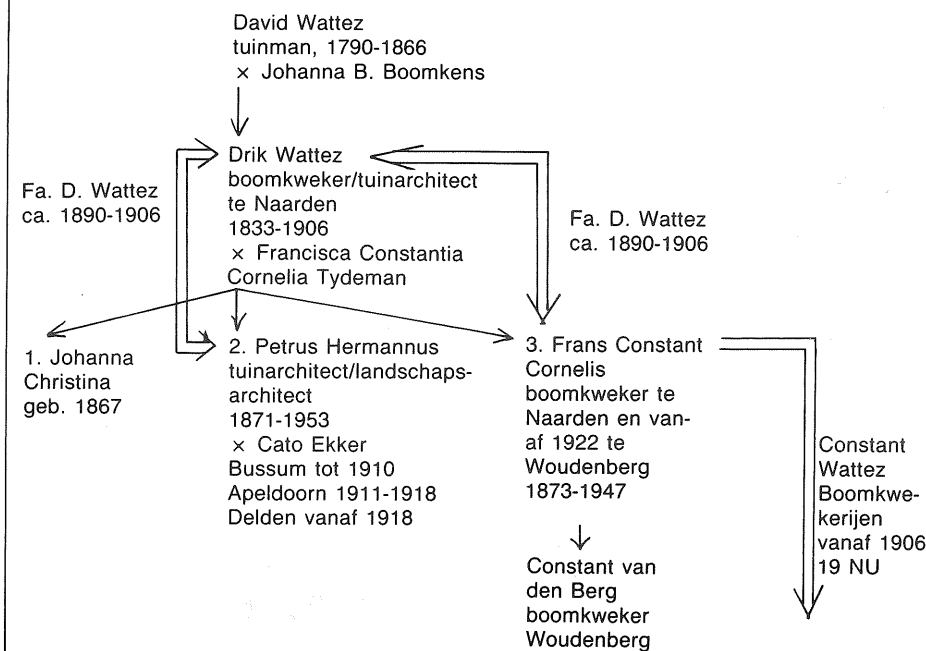 David Wattez
tuinman, 1790-1866
× Johanna B. Boomkens
Drik Wattez
boomkweker/tuinarchitect
te Naarden
1833-1906
× Francisca Constantia
Cornelia Tydeman
Fa. D. Wattez
ca. 1890-1906
Fa. D. Wattez
ca. 1890-1906
1. Johanna
Christina
geb. 1867
2. Petrus Hermannus
tuinarchitect/landschaps-
architect
1871-1953
× Cato Ekker
Bussum tot 1910
Apeldoorn 1911-1918
Delden vanaf 1918
3. Frans Constant
Cornelis
boomkweker te
Naarden en van-
af 1922 te
Woudenberg
1873-1947
Constant van
den Berg
boomkweker
Woudenberg
Constant
Wattez
Boomkwe-
kerijen
vanaf 1906
19 NU